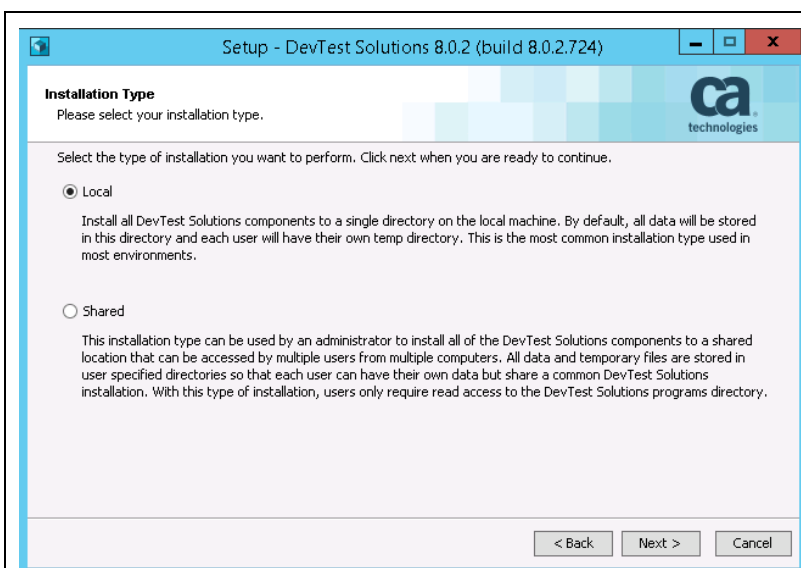 Setup - DevTest Solutions 8.0.2 (build 8.0.2.724)
Installation Type
Please select your installation type.
ca
technologies
Select the type of installation you want to perform. Click next when you are ready to continue.
Local
Install all DevTest Solutions components to a single directory on the local machine. By default, all data will be stored
in this directory and each user will have their own temp directory. This is the most common installation type used in
most environments.
Shared
This installation type can be used by an administrator to install all of the DevTest Solutions components to a shared
location that can be accessed by multiple users from multiple computers. All data and temporary files are stored in
user specified directories so that each user can have their own data but share a common DevTest Solutions
installation. With this type of installation, users only require read access to the DevTest Solutions programs directory.
< Back
Next >
Cancel